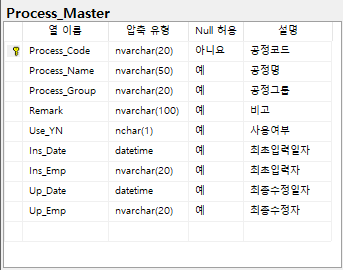 Process_Master
열 이름 압축 유형 Null 허용 설명
Process_Code nvarchar(20) 아니요 공정코드
Process_Name nvarchar(50) 예 공정명
Process_Group nvarchar(20) 예 공정그룹
Remark nvarchar(100) 예 비고
Use_YN nchar(1) 예 사용여부
Ins_Date datetime 예 최초입력일자
Ins_Emp nvarchar(20) 예 최초입력자
Up_Date datetime 예 최종수정일자
Up_Emp nvarchar(20) 예 최종수정자